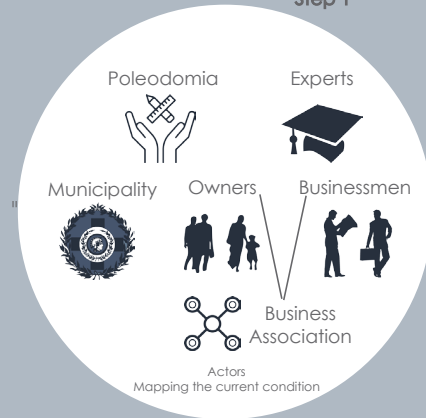 Step 1
Poleodomia
Experts
Municipality
Owners
Businessmen
Business
Association
Actors
Mapping the current condition